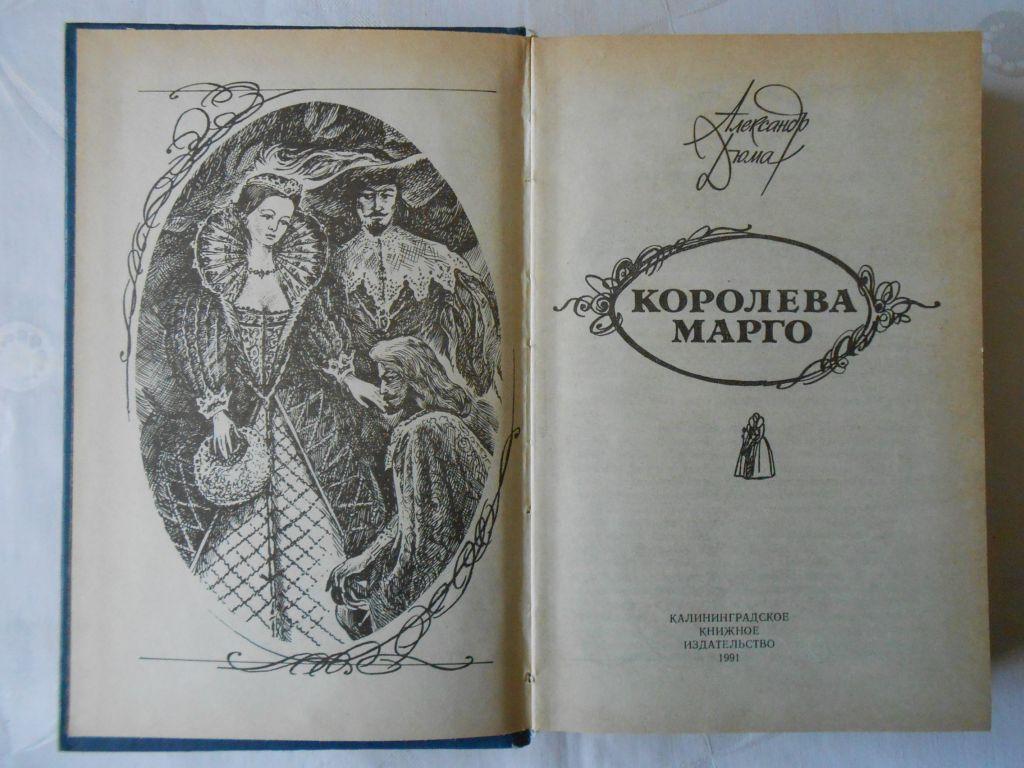 Александр
Дюма
КОРОЛЕВА
МАРГО
КАЛИНИНГРАДСКОЕ
КНИЖНОЕ
ИЗДАТЕЛЬСТВО
1991